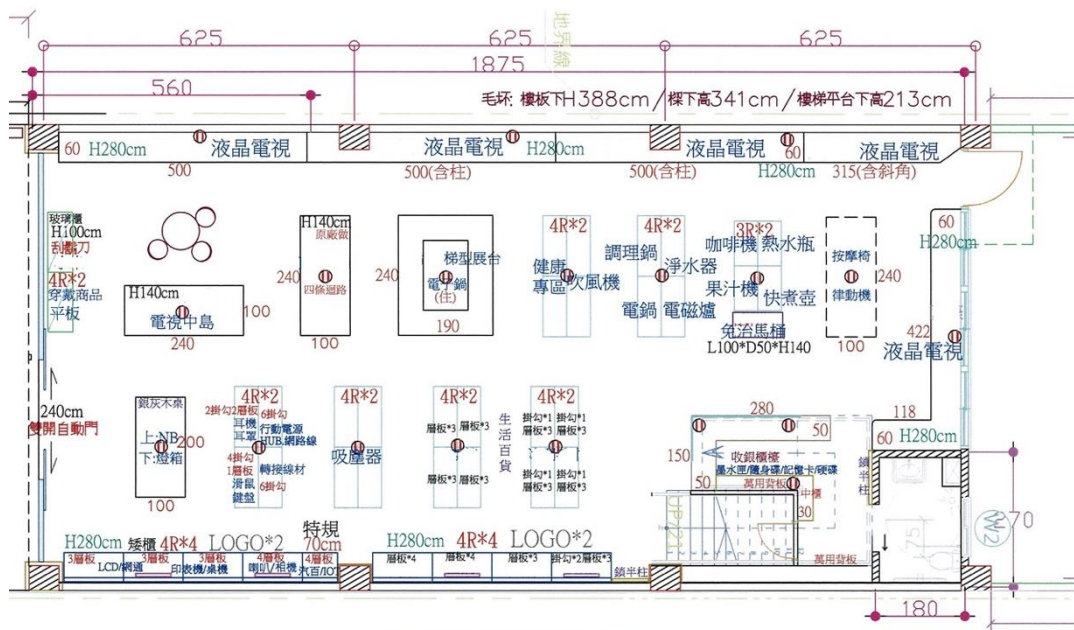 625
625
625
地界線
1875
560
毛坏: 樓板下H388cm/樑下高341cm/樓梯平台下高213cm
60
H280cm
液晶電視
500
液晶電視
H280cm
500(含柱)
液晶電視
60
H280cm
500(含柱)
液晶電視
315(含斜角)
玻璃櫃
H100cm
刮鬍刀
4R*2
穿戴商品
平板
H140cm
電視中島
100
240
H140cm
原廠做
240
四條迴路
100
240
梯型展台
電子鍋
(住)
190
4R*2
健康
專區
吹風機
4R*2
調理鍋
淨水器
電鍋
電磁爐
3R*2
咖啡機
熱水瓶
果汁機
快煮壺
免治馬桶
L100*D50*H140
按摩椅
240
律動機
100
60
H280cm
422
液晶電視
118
60
H280cm
240cm
雙開自動門
銀灰木桌
上:NB
下:燈箱
200
100
4R*2
2掛勾2層板
6掛勾
耳機
耳罩
行動電源
HUB.網路線
4掛勾
1層板
滑鼠
鍵盤
轉接線材
6掛勾
4R*2
吸塵器
4R*2
層板*3
層板*3
層板*3
層板*3
4R*2
掛勾*1
層板*3
掛勾*1
層板*3
掛勾*1
層板*3
掛勾*1
層板*3
生活百貨
280
50
150
收銀櫃檯
墨水匣/隨身碟/記憶卡/硬碟
50
萬用背板
中櫃
30
萬用背板
鎖半柱
UP/21
W2
70
180
H280cm
矮櫃
4R*4
LOGO*2
特規
70cm
3層板
LCD/網通
3層板
印表機/桌機
4層板
喇叭/相機
4層板
汽百/IOT
H280cm
4R*4
LOGO*2
層板*4
層板*4
層板*3
掛勾*2層板*3
鎖半柱